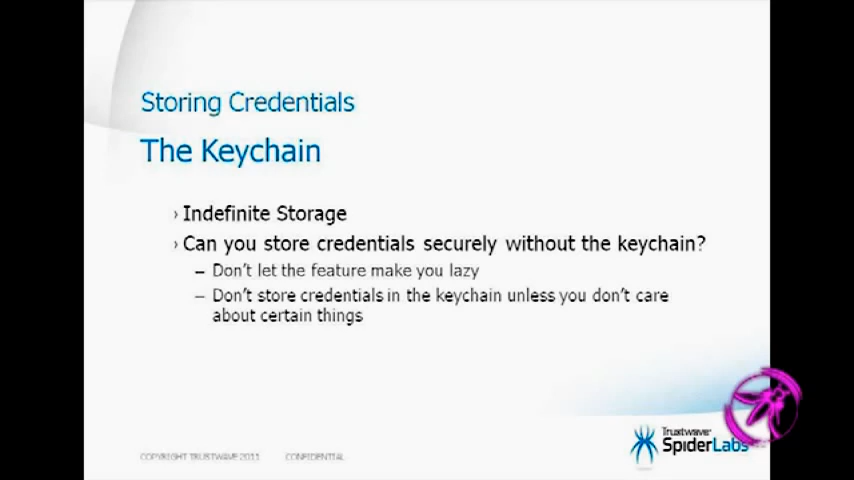 Storing Credentials
The Keychain
› Indefinite Storage
› Can you store credentials securely without the keychain?
– Don't let the feature make you lazy
– Don't store credentials in the keychain unless you don't care
about certain things
Trustwave®
SpiderLabs
COPYRIGHT TRUSTWAVE 2011 CONFIDENTIAL